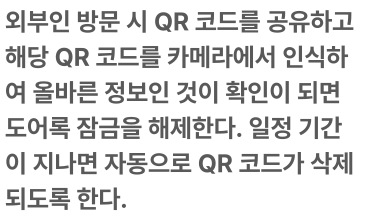 외부인 방문 시 QR 코드를 공유하고
해당 QR 코드를 카메라에서 인식하
여 올바른 정보인 것이 확인이 되면
도어록 잠금을 해제한다. 일정 기간
이 지나면 자동으로 QR 코드가 삭제
되도록 한다.